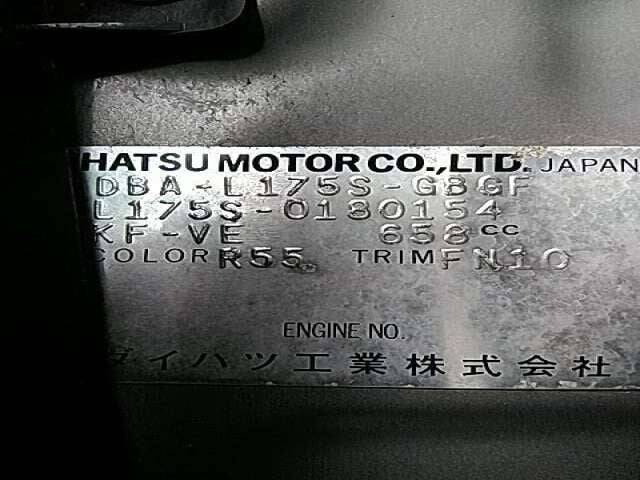 HATSU MOTOR CO.,LTD. JAPAN
DBA-L175S-GBGF
L175S-0180154
KF-VE 658CC
COLOR R55 TRIM FN10
ENGINE NO.
ダイハツ工業株式会社